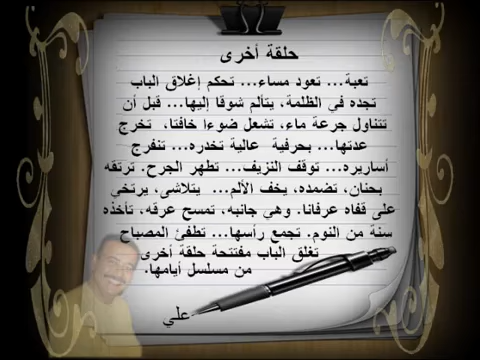 حلقة أخرى
تعبة... تعود مساء... تحكم إغلاق الباب
تجده في الظلمة، يتألم شوقا إليها... قبل أن
تتناول جرعة ماء، تشعل ضوءا خافتا، تخرج
عدتها... بحرفية عالية تخدره... تنفرج
أساريره... توقف النزيف... تطهر الجرح. ترتقه
بحنان، تضمده، يخف الألم... يتلاشى، يرتخي
على قفاه عرفانا. وهي جانبه، تمسح عرقه، تأخذه
سنة من النوم. تجمع رأسها... تطفئ المصباح
تغلق الباب مفتتحة حلقة أخرى
من مسلسل أيامها.
علي